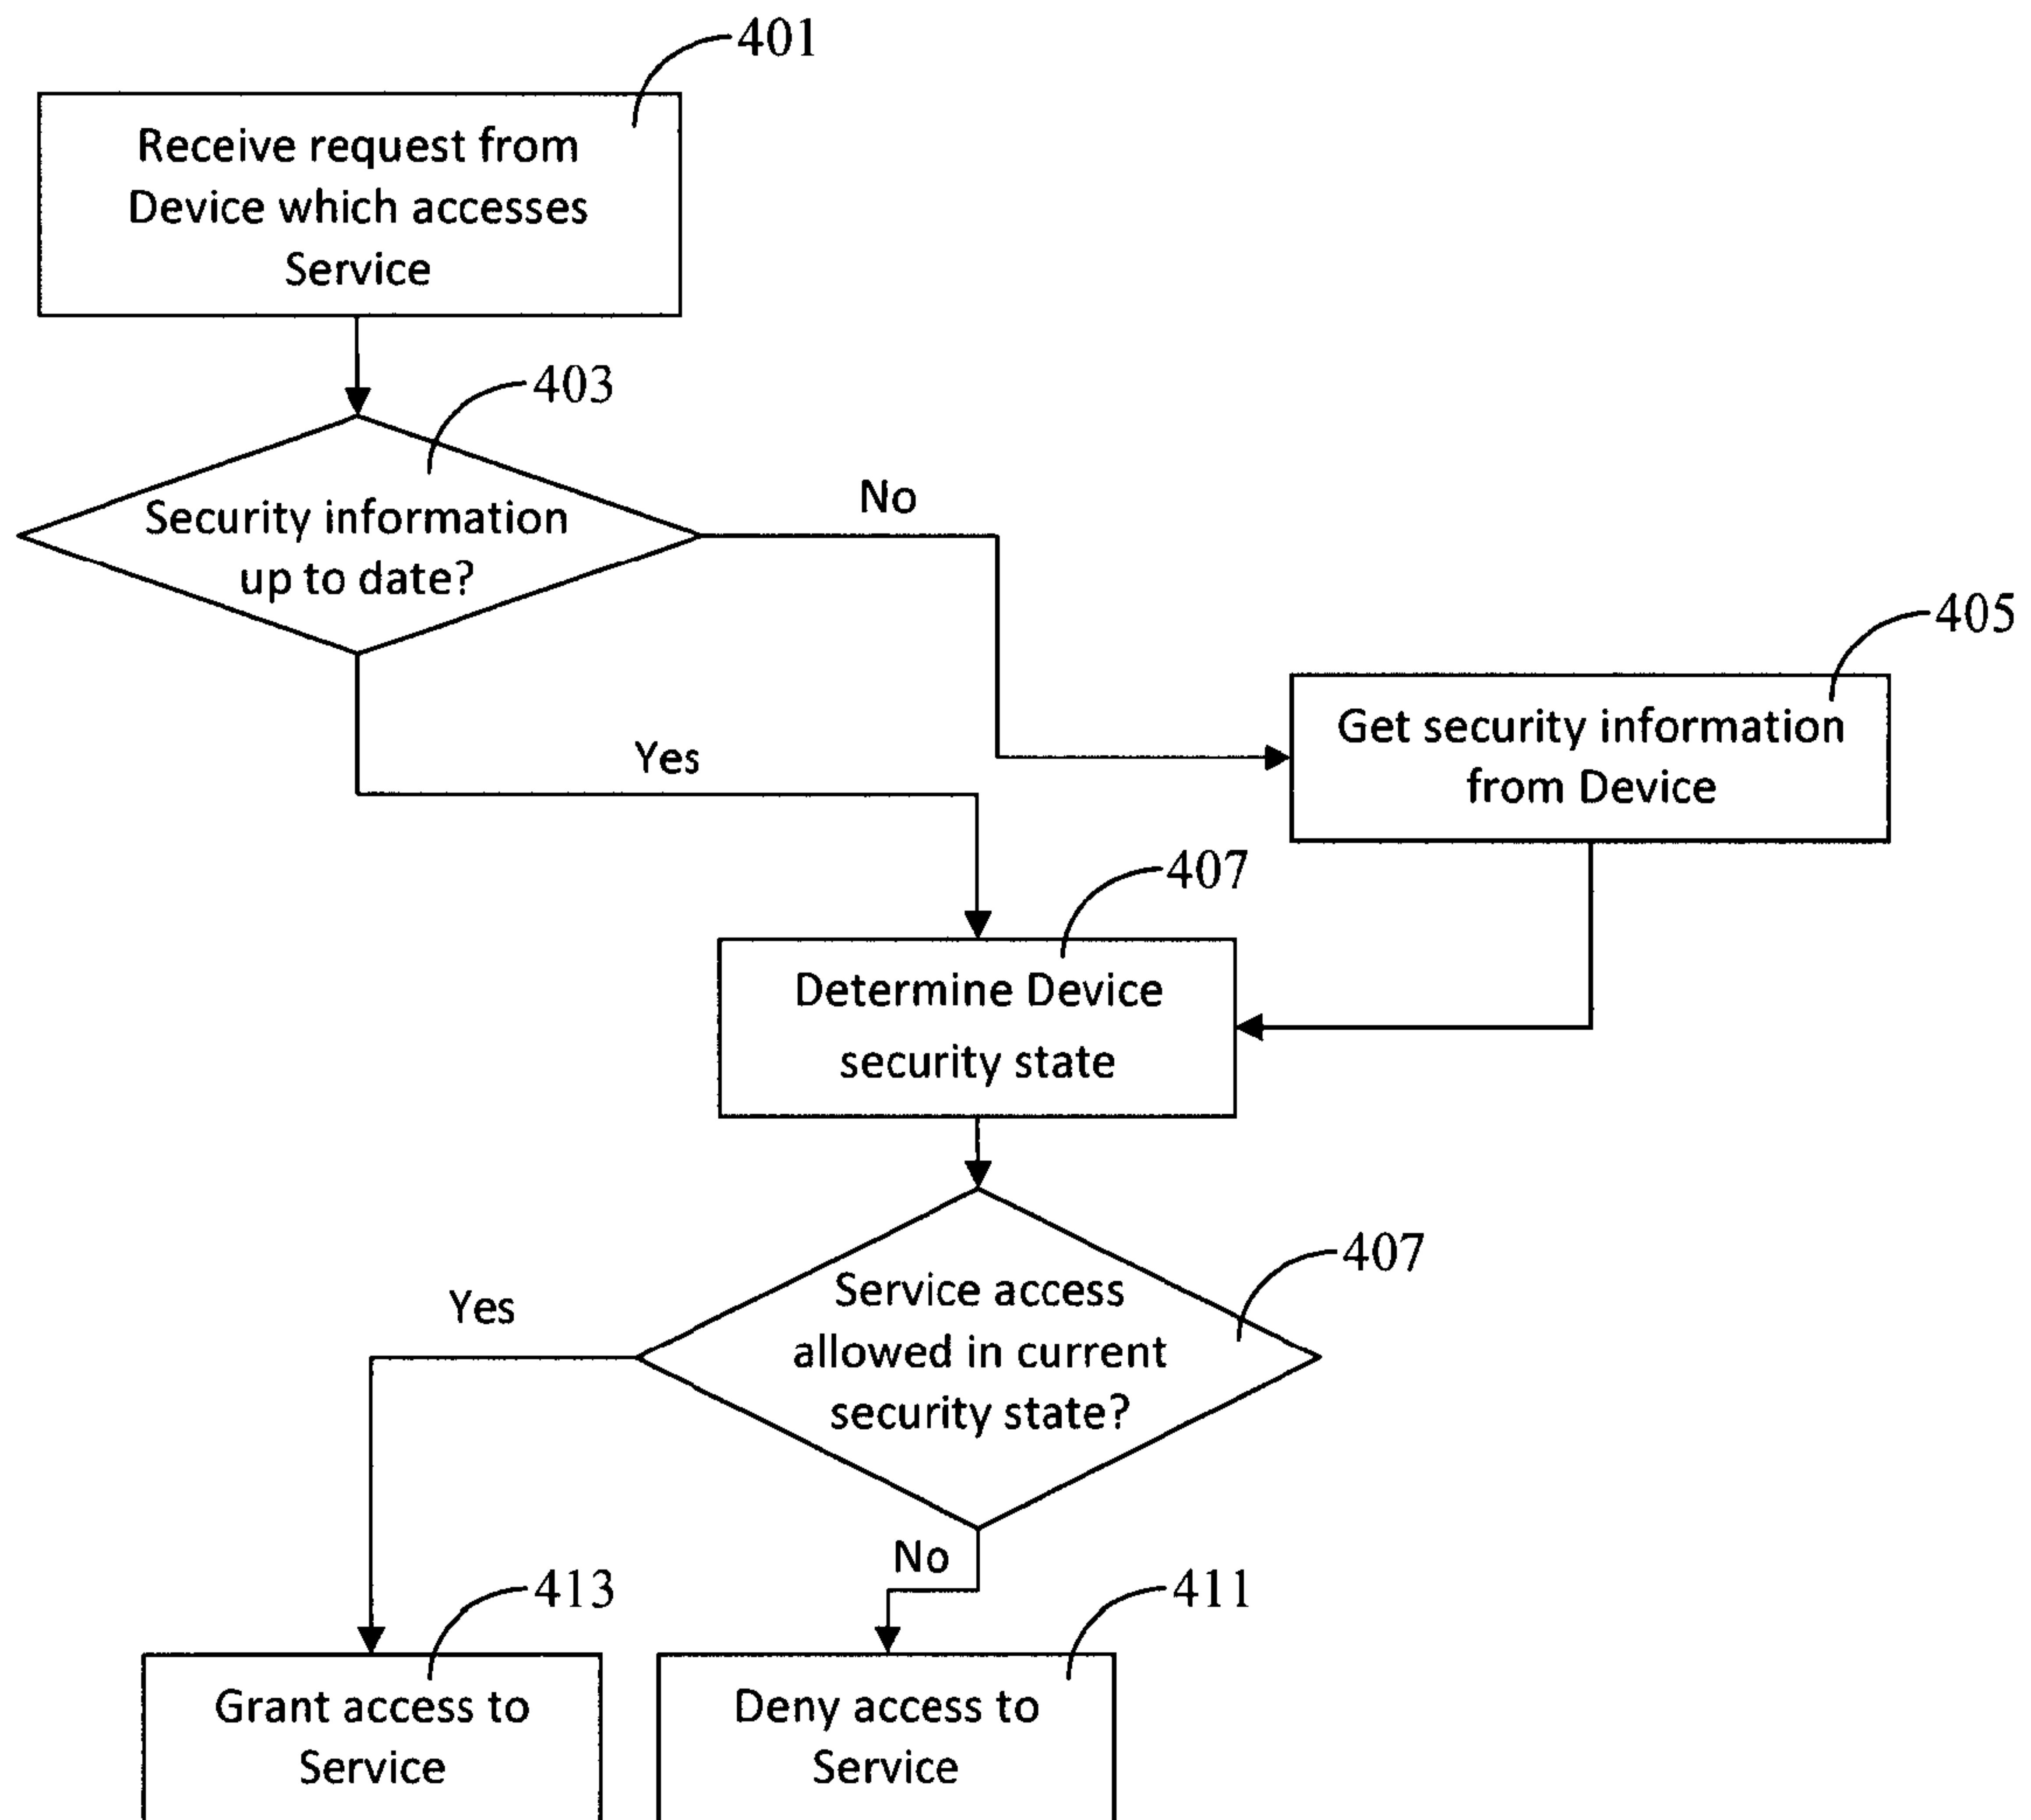 401
Receive request from
Device which accesses
Service
403
Security information
up to date?
No
405
Get security information
from Device
Yes
407
Determine Device
security state
407
Service access
allowed in current
security state?
Yes
No
413
Grant access to
Service
411
Deny access to
Service